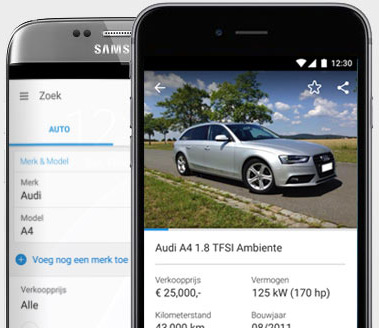 SAMS
Zoek
AUTO
Merk & Model
Merk
Audi
Model
A4
Voeg nog een merk toe
Verkoopprijs
Alle
12:30
Audi A4 1.8 TFSI Ambiente
Verkoopprijs
Vermogen
€ 25,000,-
125 kW (170 hp)
Kilometerstand
Bouwjaar
43.000 km
08/2011